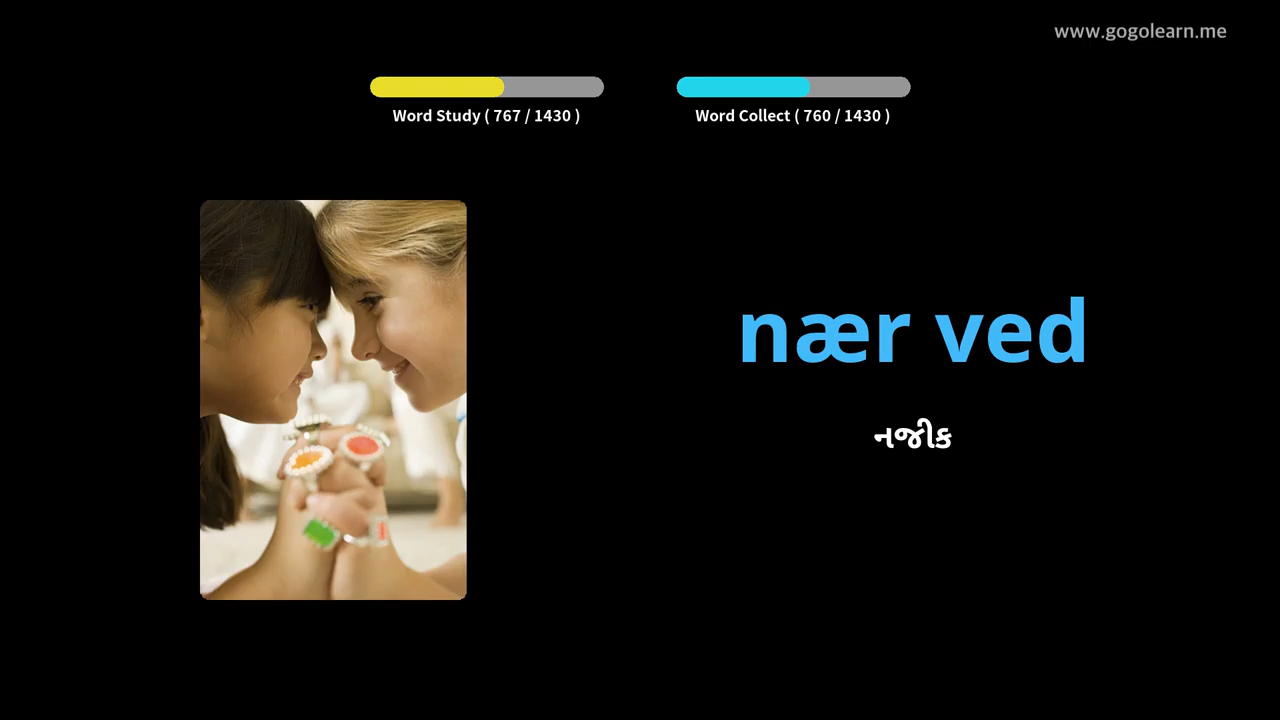 www.gogolearn.me
Word Study ( 767 / 1430 )
Word Collect ( 760 / 1430 )
nær ved
નજીક